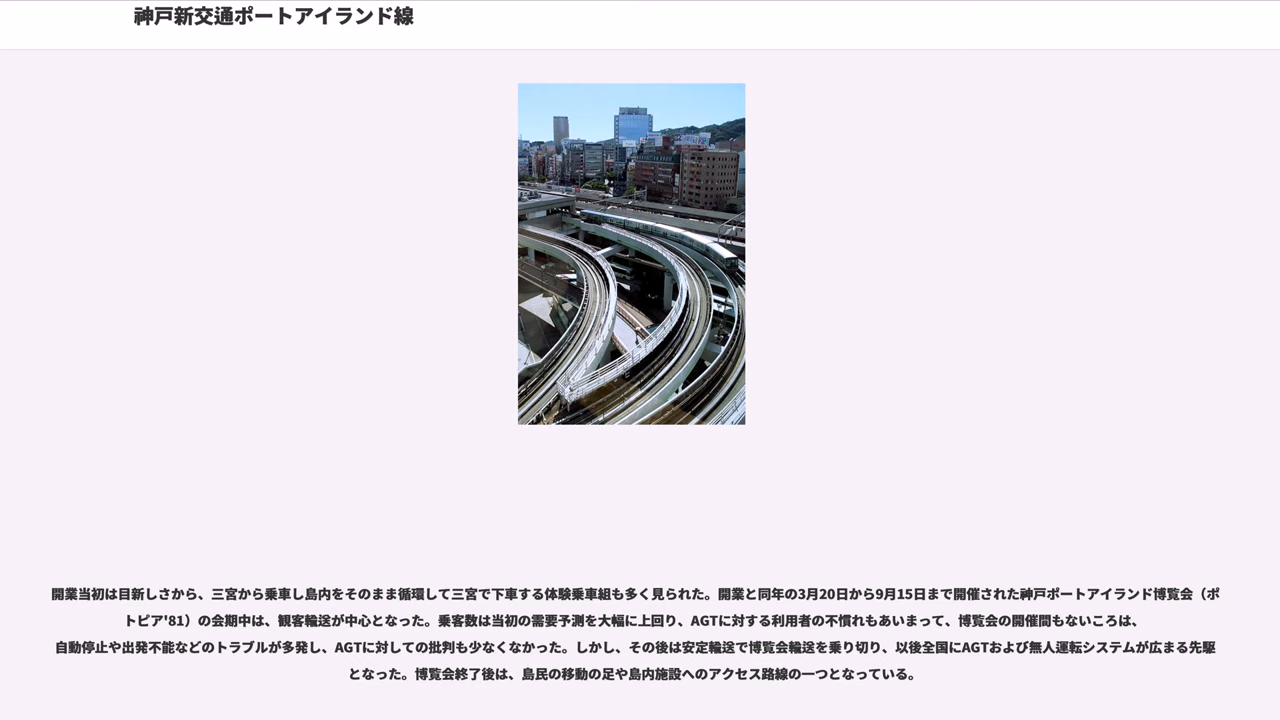 神戸新交通ポートアイランド線
開業当初は目新しさから、三宮から乗車し島内をそのまま循環して三宮で下車する体験乗車組も多く見られた。開業と同年の3月20日から9月15日まで開催された神戸ポートアイランド博覧会（ポ
トピア'81）の会期中は、観客輸送が中心となった。乗客数は当初の需要予測を大幅に上回り、AGTに対する利用者の不慣れもあいまって、博覧会の開催間もないころは、
自動停止や出発不能などのトラブルが多発し、AGTに対しての批判も少なくなかった。しかし、その後は安定輸送で博覧会輸送を乗り切り、以後全国にAGTおよび無人運転システムが広まる先駆
となった。博覧会終了後は、島民の移動の足や島内施設へのアクセス路線の一つとなっている。